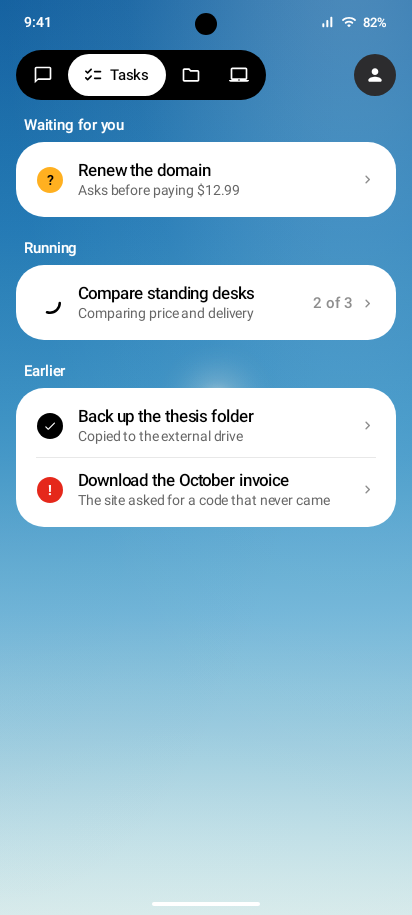 9:41
82%
Tasks
Waiting for you
?
Renew the domain
Asks before paying $12.99
Running
Compare standing desks
Comparing price and delivery
2 of 3
Earlier
Back up the thesis folder
Copied to the external drive
!
Download the October invoice
The site asked for a code that never came